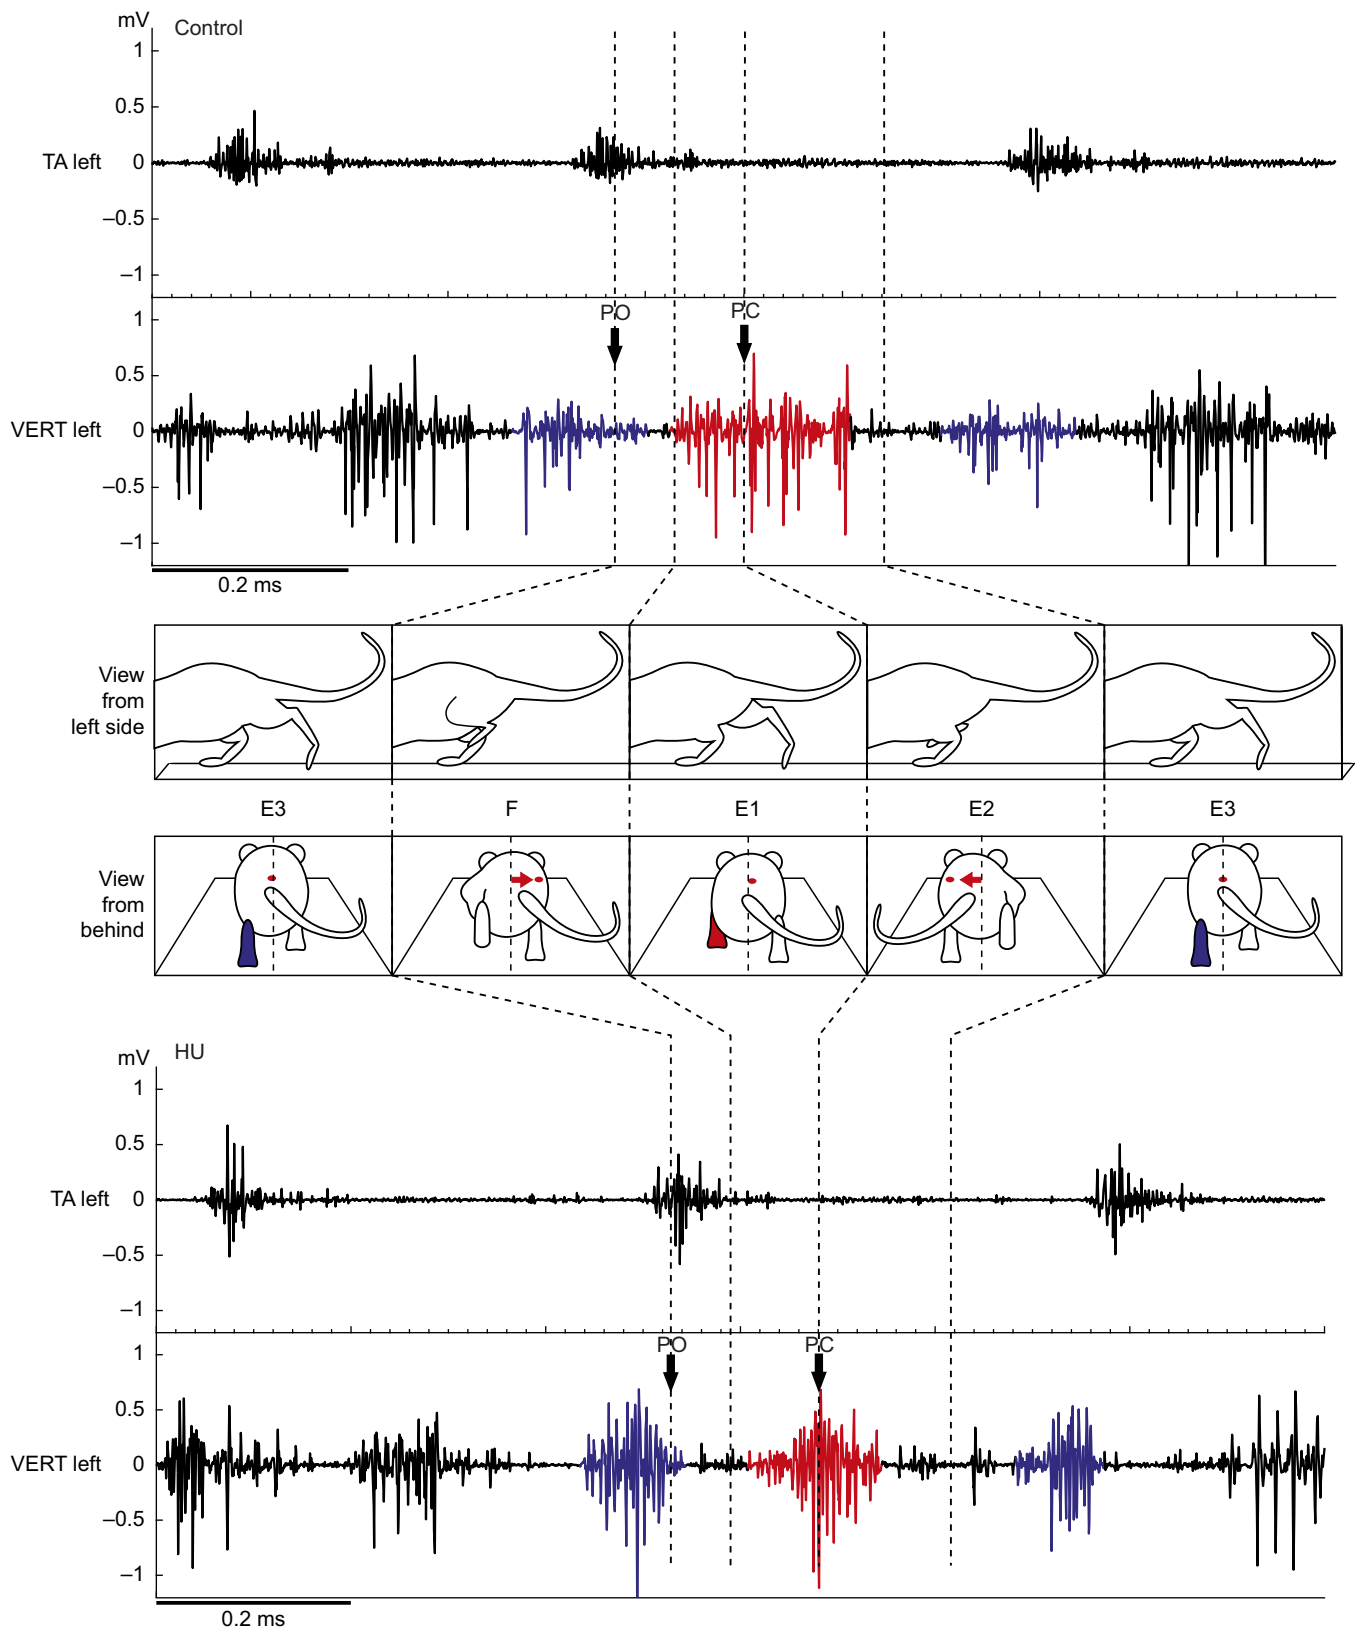 mV
Control
1
0.5
TA left 0
–0.5
–1
PO PC
1
0.5
VERT left 0
–0.5
–1
0.2 ms
View
from
left side
E3 F E1 E2 E3
View
from
behind
mV
HU
1
0.5
TA left 0
–0.5
–1
PO PC
1
0.5
VERT left 0
–0.5
–1
0.2 ms